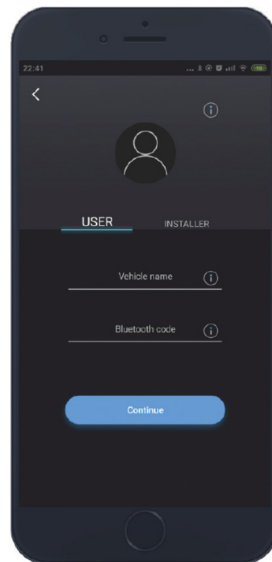 22:41
USER INSTALLER
Vehicle name
Bluetooth code
Continue